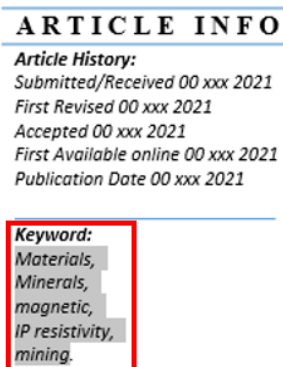 ARTICLE INFO
Article History:
Submitted/Received 00 xxx 2021
First Revised 00 xxx 2021
Accepted 00 xxx 2021
First Available online 00 xxx 2021
Publication Date 00 xxx 2021
Keyword:
Materials,
Minerals,
magnetic,
IP resistivity,
mining.